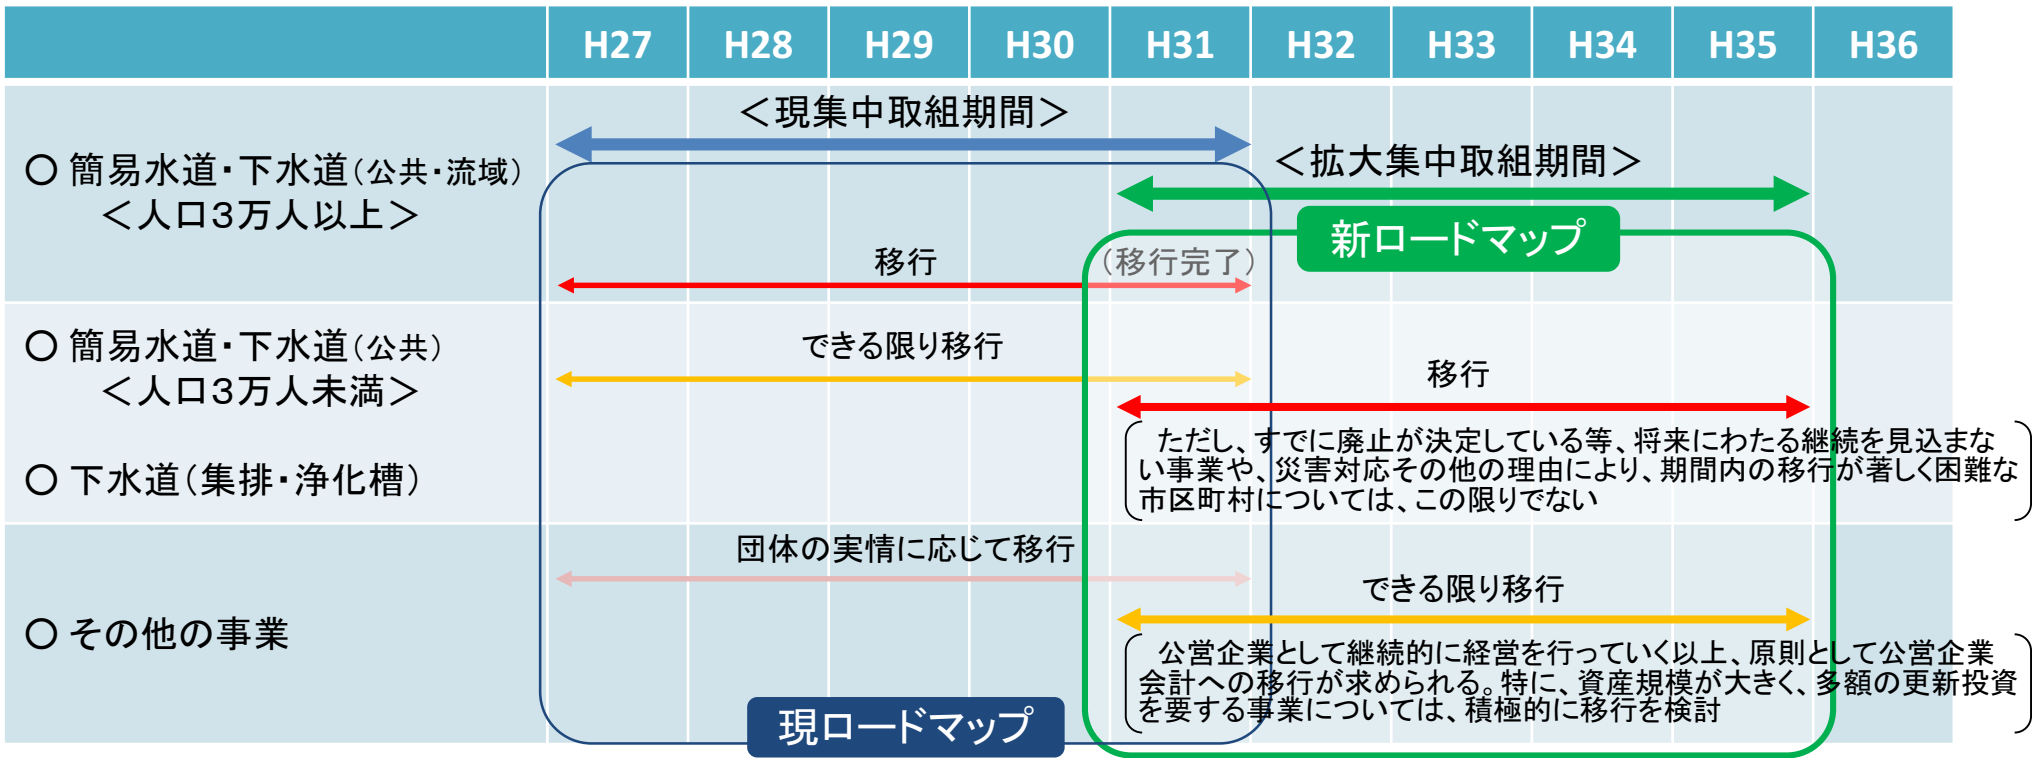 H27 H28 H29 H30 H31 H32 H33 H34 H35 H36
＜現集中取組期間＞
＜拡大集中取組期間＞
○ 簡易水道・下水道（公共・流域）
＜人口３万人以上＞
新ロードマップ
移行
（移行完了）
○ 簡易水道・下水道（公共）
＜人口３万人未満＞
できる限り移行
移行
○ 下水道（集排・浄化槽）
ただし、すでに廃止が決定している等、将来にわたる継続を見込まな
い事業や、災害対応その他の理由により、期間内の移行が著しく困難な
市区町村については、この限りでない
団体の実情に応じて移行
できる限り移行
○ その他の事業
公営企業として継続的に経営を行っていく以上、原則として公営企業
会計への移行が求められる。特に、資産規模が大きく、多額の更新投資
を要する事業については、積極的に移行を検討
現ロードマップ